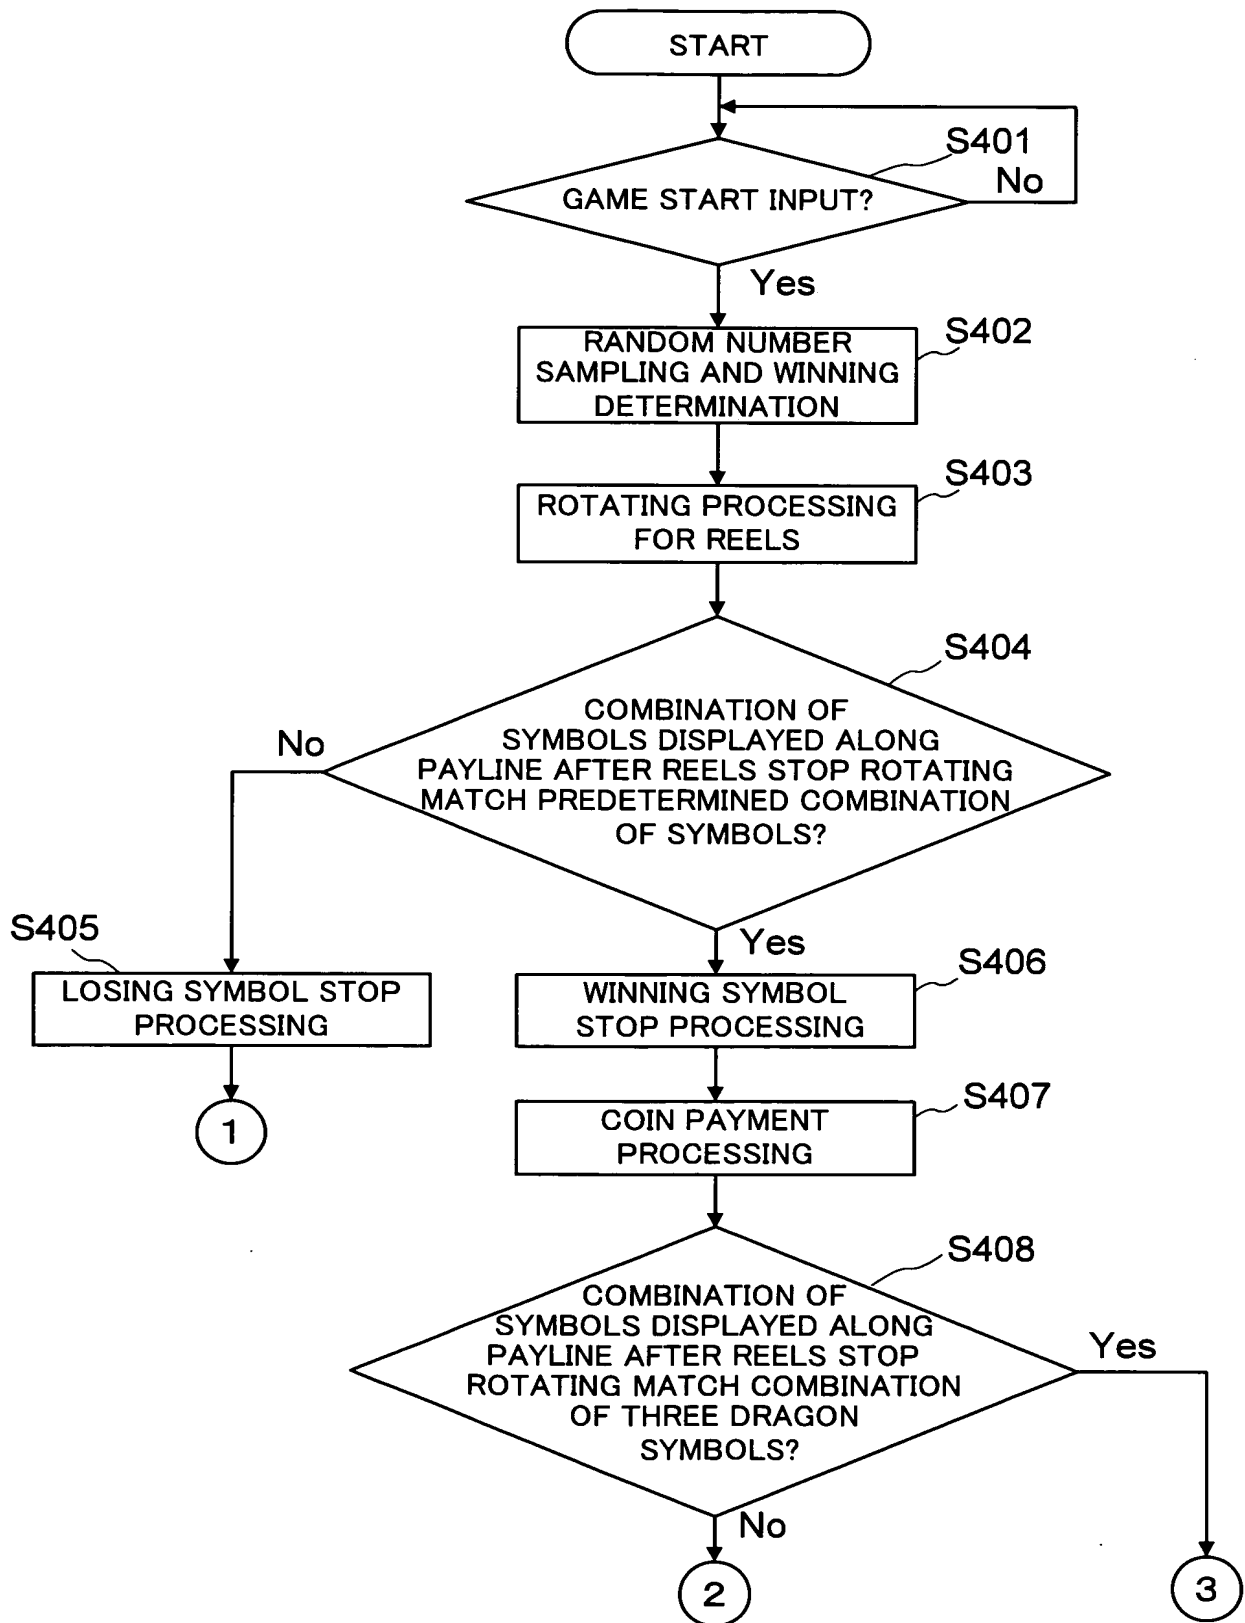 START
S401
GAME START INPUT?
No
Yes
S402
RANDOM NUMBER
SAMPLING AND WINNING
DETERMINATION
S403
ROTATING PROCESSING
FOR REELS
S404
COMBINATION OF
SYMBOLS DISPLAYED ALONG
PAYLINE AFTER REELS STOP ROTATING
MATCH PREDETERMINED COMBINATION
OF SYMBOLS?
No
Yes
S405
LOSING SYMBOL STOP
PROCESSING
1
S406
WINNING SYMBOL
STOP PROCESSING
S407
COIN PAYMENT
PROCESSING
S408
COMBINATION OF
SYMBOLS DISPLAYED ALONG
PAYLINE AFTER REELS STOP
ROTATING MATCH COMBINATION
OF THREE DRAGON
SYMBOLS?
Yes
No
2
3